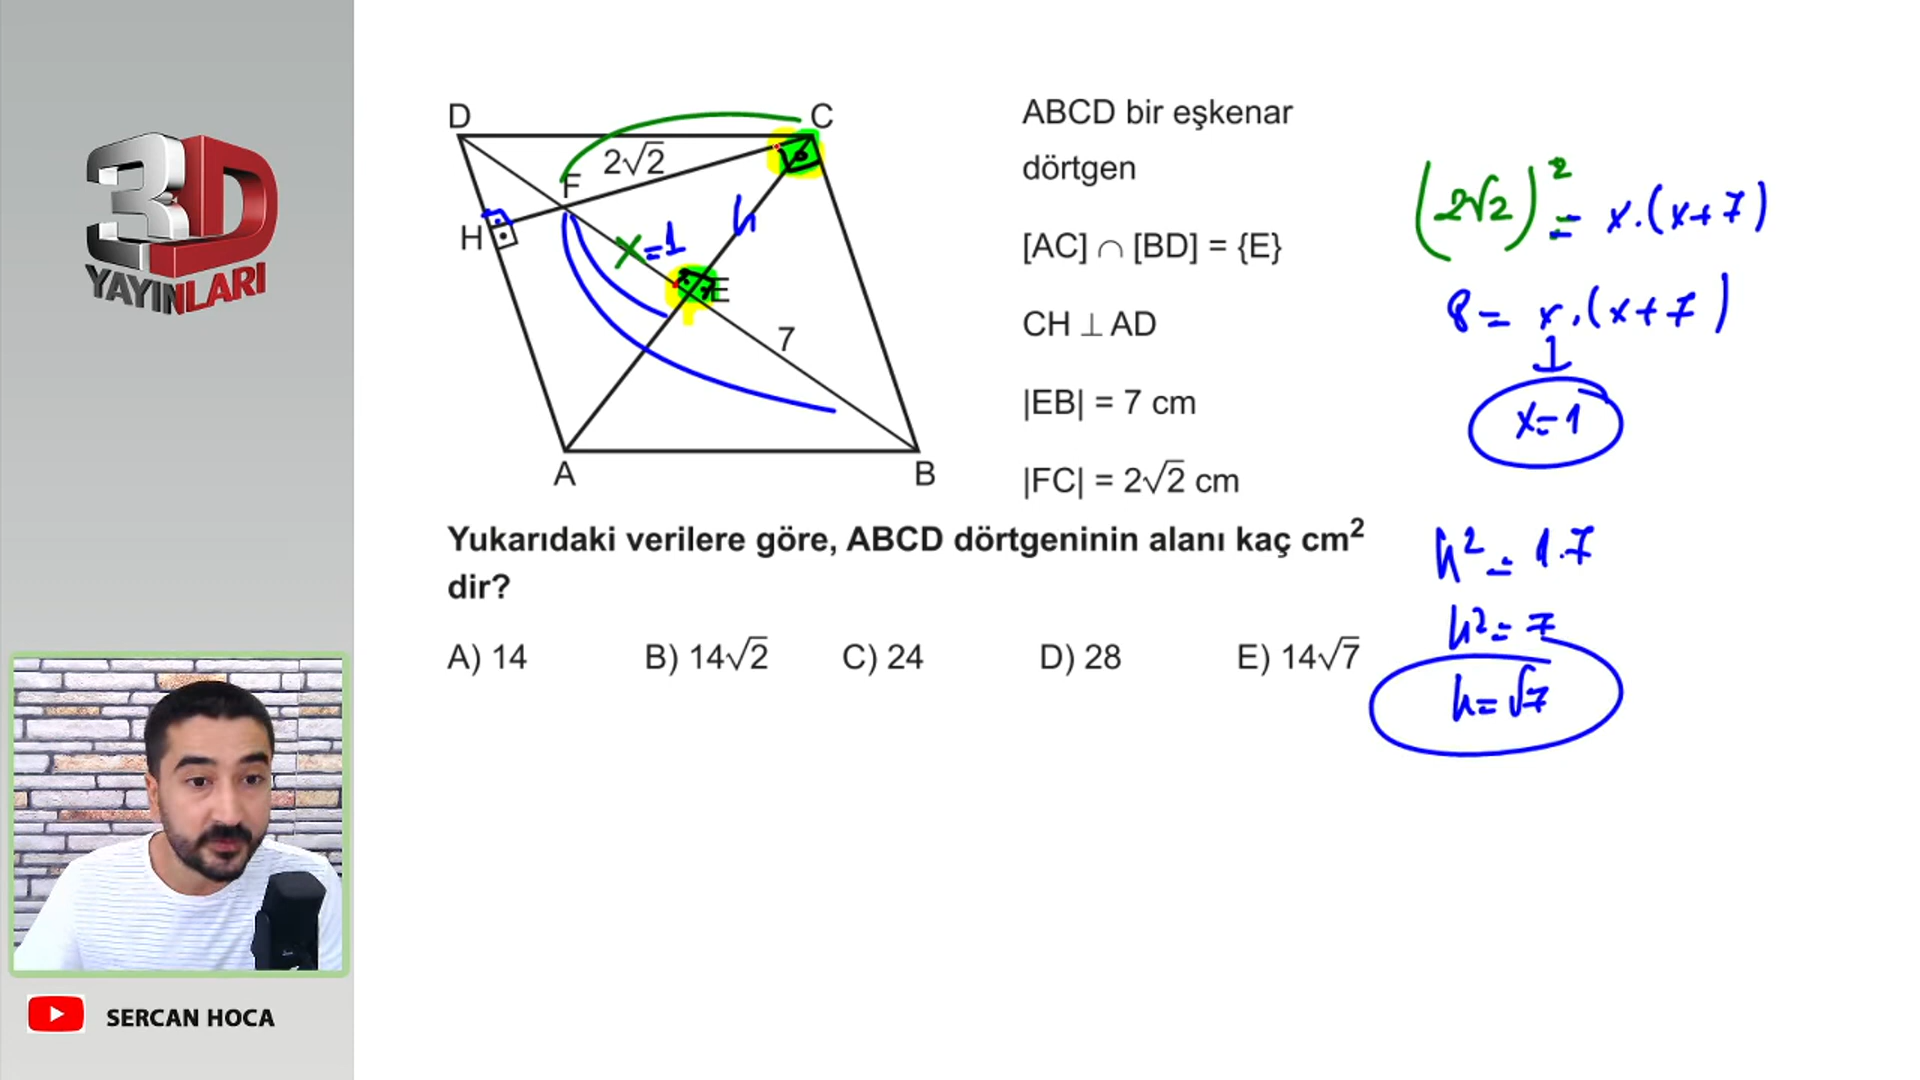 3D
YAYINLARI
D
C
2√2
F
H
h
x=1
E
7
A
B
ABCD bir eşkenar
dörtgen
[AC] ∩ [BD] = {E}
CH ⊥ AD
|EB| = 7 cm
|FC| = 2√2 cm
(2√2)² = x.(x+7)
8= x.(x+7)
1
x=1
h²= 1.7
h²= 7
h=√7
Yukarıdaki verilere göre, ABCD dörtgeninin alanı kaç cm²
dir?
A) 14 B) 14√2 C) 24 D) 28 E) 14√7
SERCAN HOCA